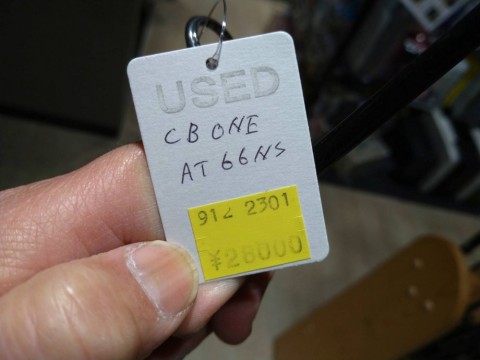 USED
CB ONE
AT 66NS
912 2301
¥28000